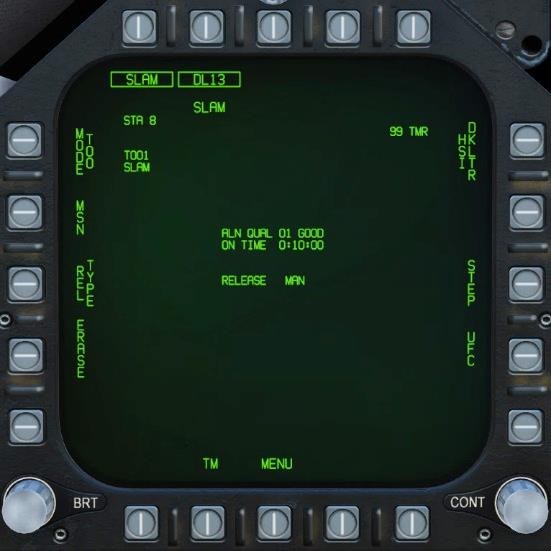 SLAM DL13
SLAM
STA 8
99 TMR
MODE
TOO
T001
SLAM
HSI
DKLTR
MSN
ALN QUAL 01 GOOD
ON TIME 0:10:00
REL
TYPE
RELEASE MAN
STEP
ERASE
UFC
TM MENU
BRT
CONT